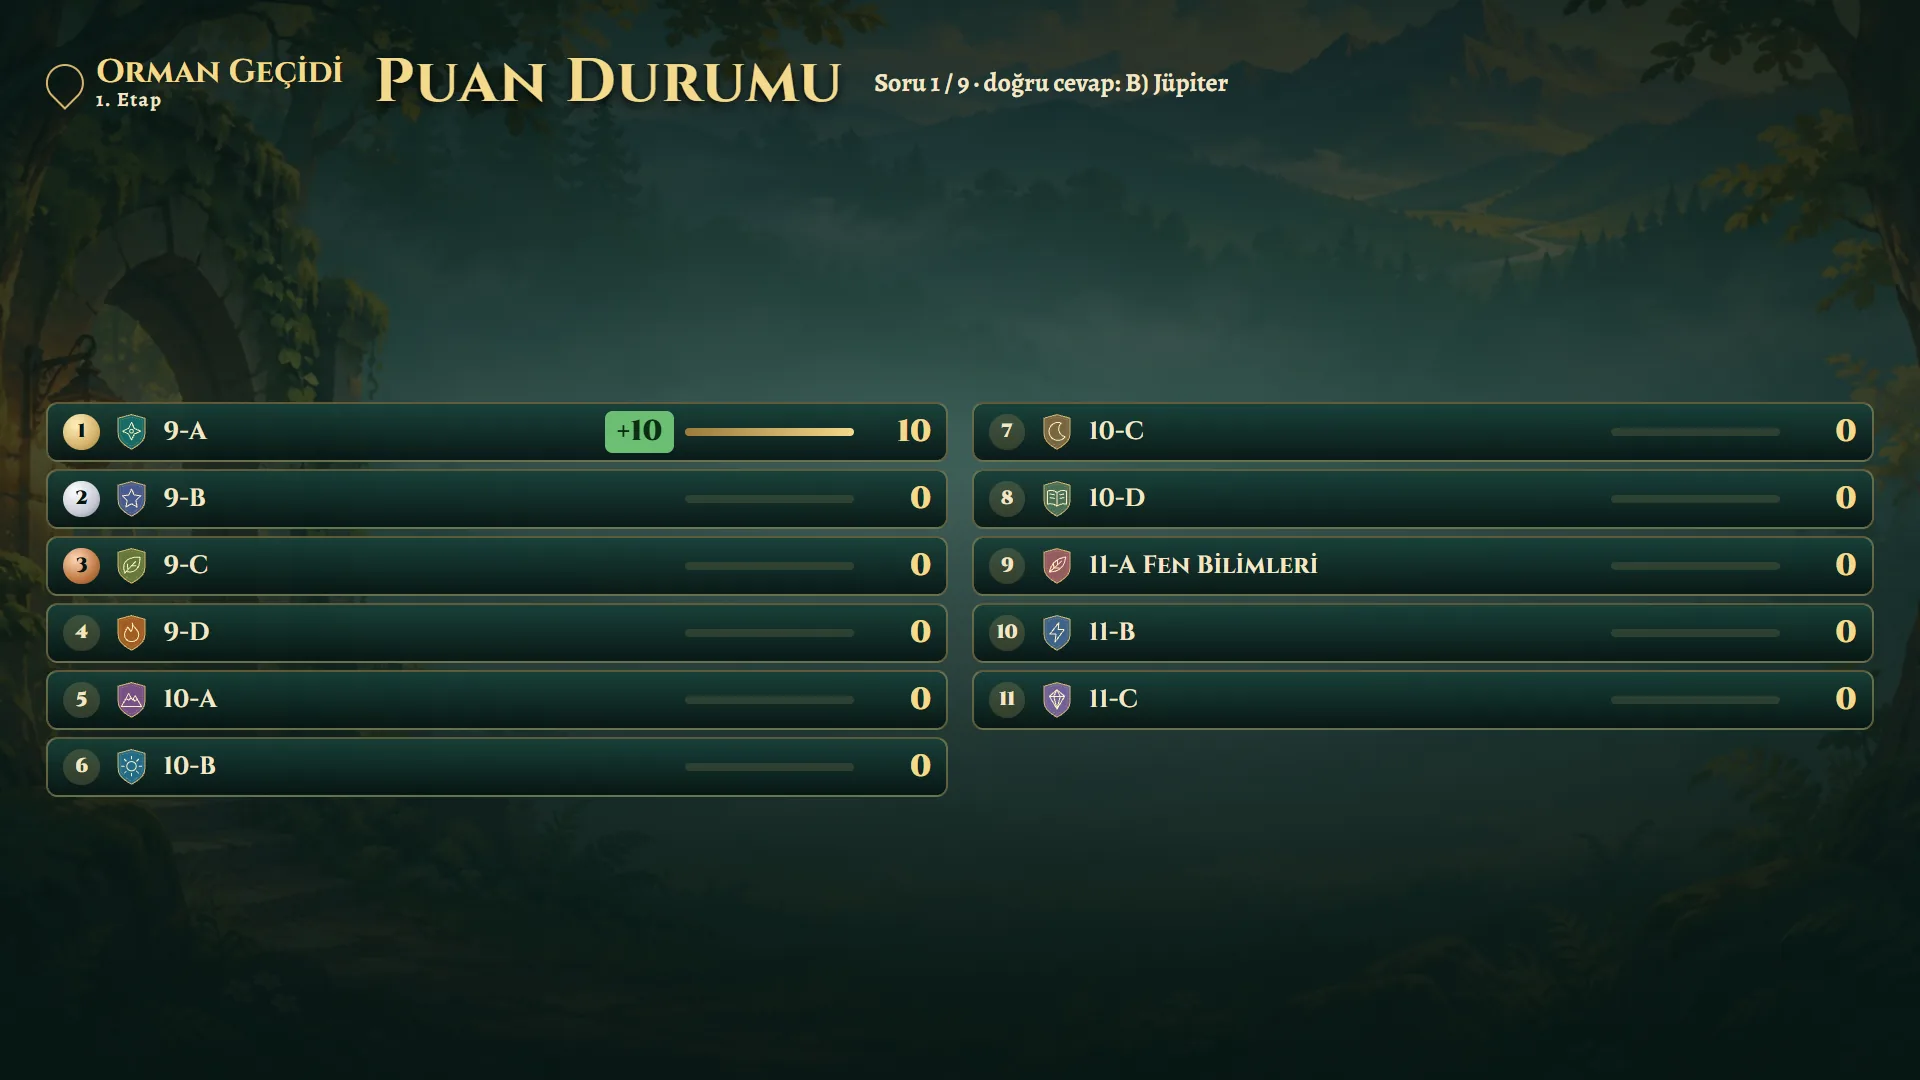 Orman Geçidi
1. Etap
Puan Durumu
Soru 1 / 9 · doğru cevap: B) Jüpiter
1 9-A +10 10
2 9-B 0
3 9-C 0
4 9-D 0
5 10-A 0
6 10-B 0
7 10-C 0
8 10-D 0
9 11-A Fen Bilimleri 0
10 11-B 0
11 11-C 0